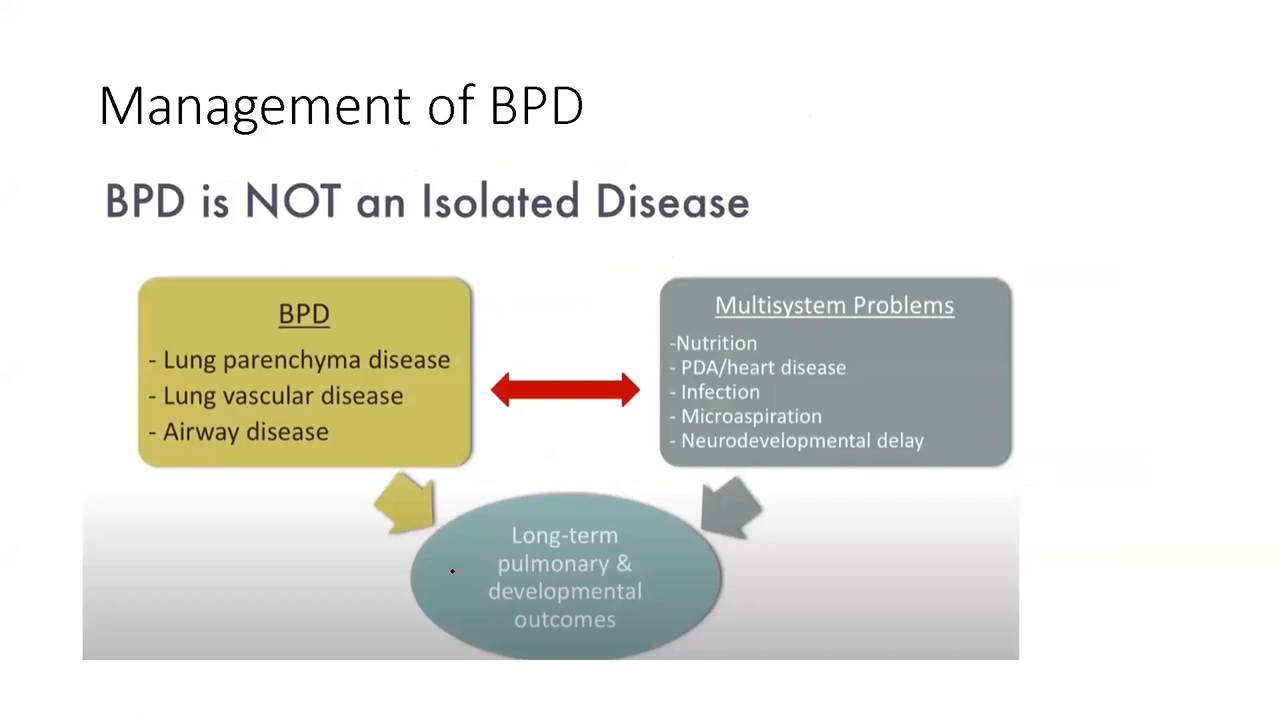 Management of BPD
BPD is NOT an Isolated Disease
BPD
- Lung parenchyma disease
- Lung vascular disease
- Airway disease
Multisystem Problems
-Nutrition
- PDA/heart disease
- Infection
- Microaspiration
- Neurodevelopmental delay
Long-term
pulmonary &
developmental
outcomes